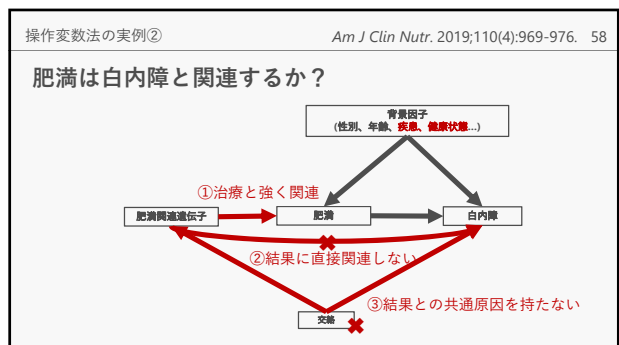 操作変数法の実例②
Am J Clin Nutr. 2019;110(4):969-976. 58
肥満は白内障と関連するか？
背景因子
(性別、年齢、疾患、健康状態…)
①治療と強く関連
肥満関連遺伝子
肥満
白内障
②結果に直接関連しない
③結果との共通原因を持たない
交絡